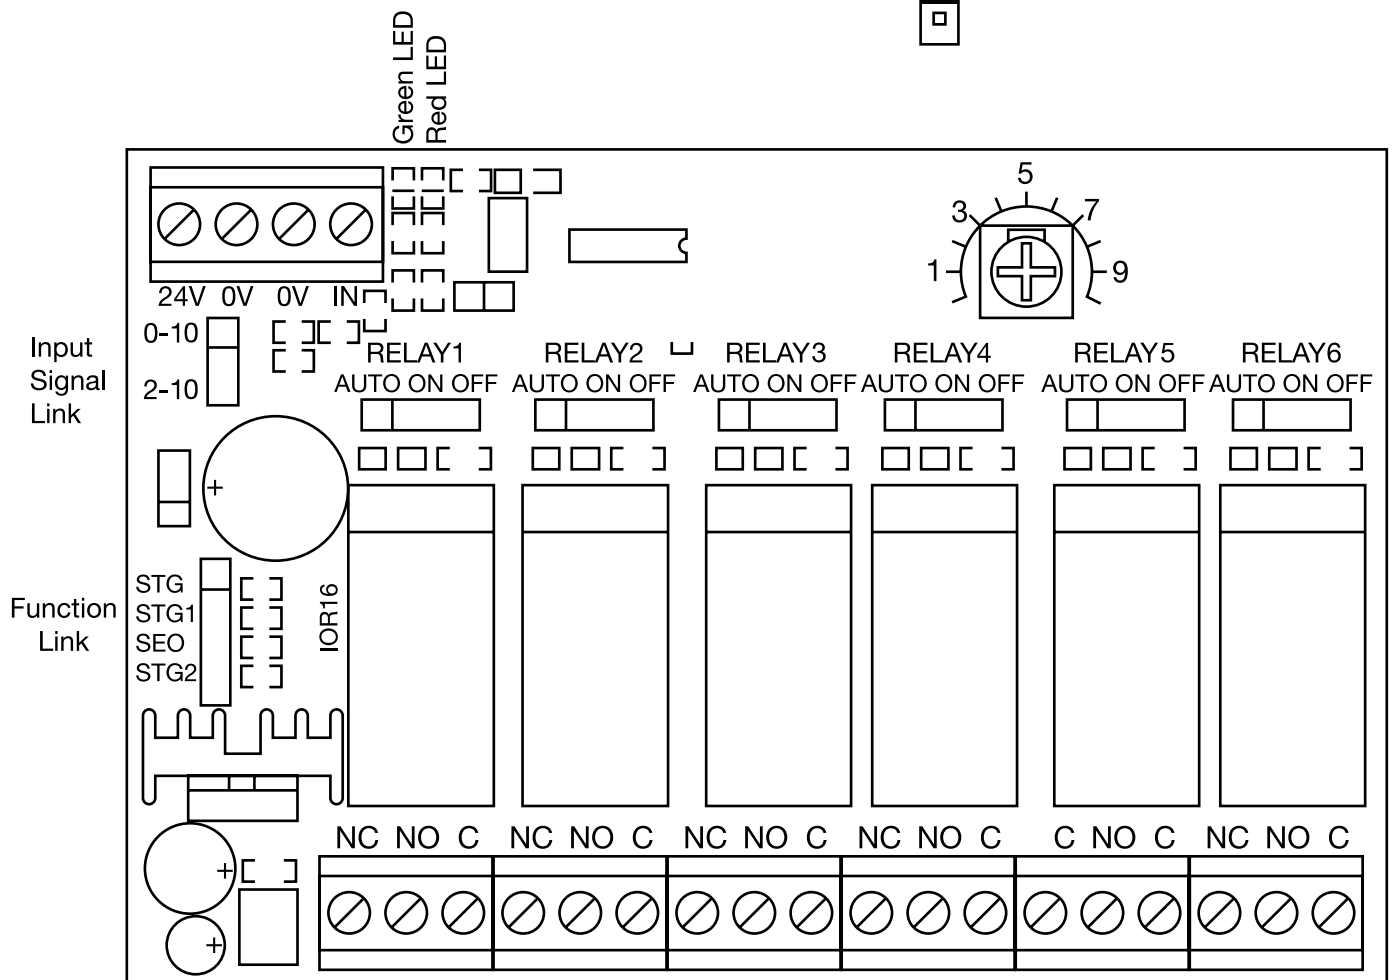 Green LED
Red LED
5
3
7
1
9
24V 0V 0V IN
0-10
2-10
Input
Signal
Link
RELAY1
AUTO ON OFF
RELAY2
AUTO ON OFF
RELAY3
AUTO ON OFF
RELAY4
AUTO ON OFF
RELAY5
AUTO ON OFF
RELAY6
AUTO ON OFF
+
STG
STG1
SEO
STG2
Function
Link
IOR16
NC NO C NC NO C NC NO C NC NO C C NO C NC NO C
+
+